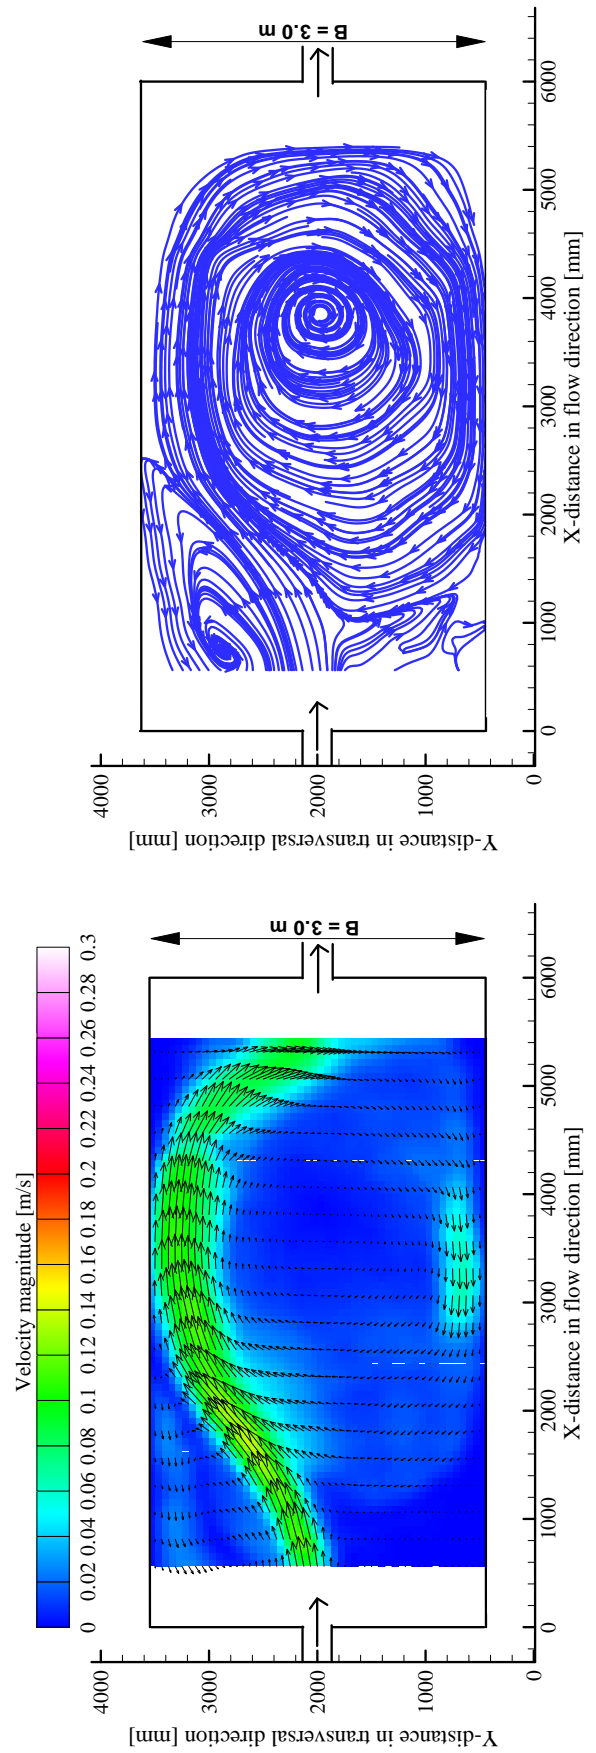 Velocity magnitude [m/s]
0 0.02 0.04 0.06 0.08 0.1 0.12 0.14 0.16 0.18 0.2 0.22 0.24 0.26 0.28 0.3
Y-distance in transversal direction [mm]
4000
3000
2000
1000
0
B = 3.0 m
0 1000 2000 3000 4000 5000 6000
X-distance in flow direction [mm]
Y-distance in transversal direction [mm]
4000
3000
2000
1000
0
B = 3.0 m
0 1000 2000 3000 4000 5000 6000
X-distance in flow direction [mm]